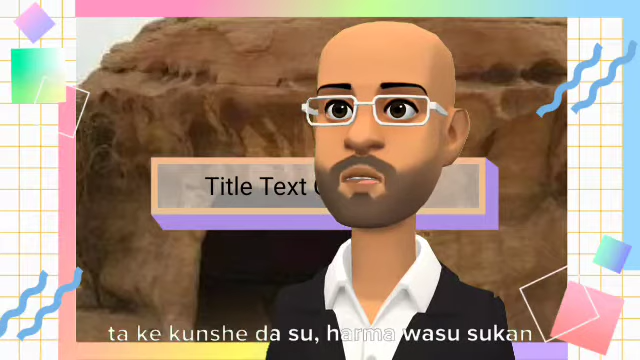 Title Text
ta ke kunshe da su, harma wasu sukan